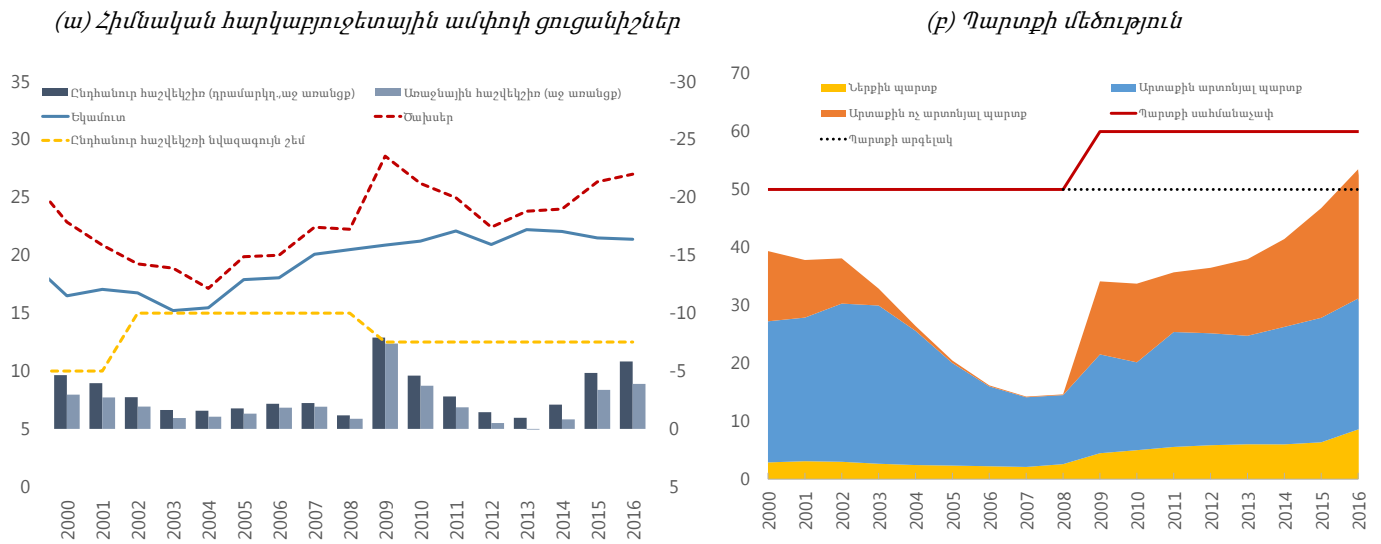 (ա) Հիմնական հարկաբյուջետային ամփոփ ցուցանիշներ
35
30
25
20
15
10
5
0
-30
-25
-20
-15
-10
-5
0
5
Ընդհանուր հաշվեկշիռ (դրամարկղ.,աջ առանցք)
Առաջնային հաշվեկշիռ (աջ առանցք)
Եկամուտ
Ծախսեր
Ընդհանուր հաշվեկշռի նվազագույն շեմ
2000 2001 2002 2003 2004 2005 2006 2007 2008 2009 2010 2011 2012 2013 2014 2015 2016
(բ) Պարտքի մեծություն
70
60
50
40
30
20
10
0
Ներքին պարտք
Արտաքին արտոնյալ պարտք
Արտաքին ոչ արտոնյալ պարտք
Պարտքի սահմանաչափ
Պարտքի արգելակ
2000 2001 2002 2003 2004 2005 2006 2007 2008 2009 2010 2011 2012 2013 2014 2015 2016